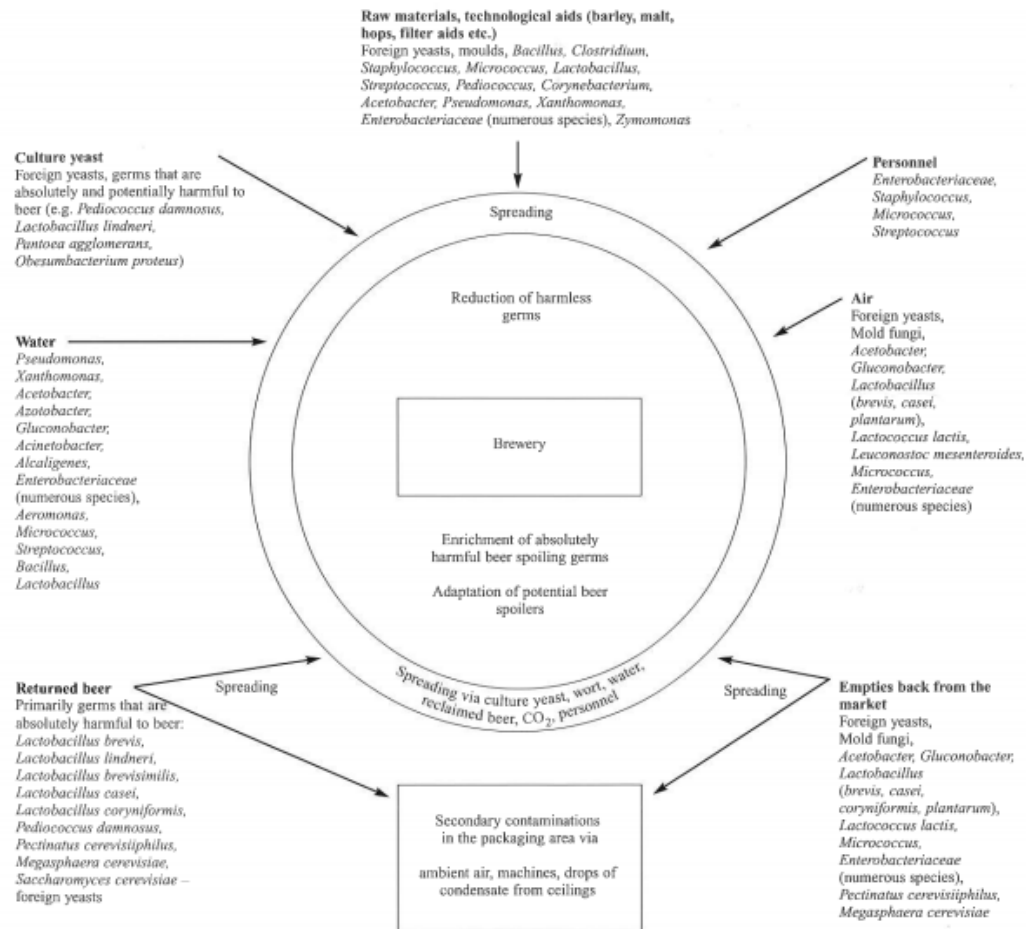 Raw materials, technological aids (barley, malt,
hops, filter aids etc.)
Foreign yeasts, moulds, Bacillus, Clostridium,
Staphylococcus, Micrococcus, Lactobacillus,
Streptococcus, Pediococcus, Corynebacterium,
Acetobacter, Pseudomonas, Xanthomonas,
Enterobacteriaceae (numerous species), Zymomonas
Culture yeast
Foreign yeasts, germs that are
absolutely and potentially harmful to
beer (e.g. Pediococcus damnosus,
Lactobacillus lindneri,
Pantoea agglomerans,
Obesumbacterium proteus)
Personnel
Enterobacteriaceae,
Staphylococcus,
Micrococcus,
Streptococcus
Spreading
Reduction of harmless
germs
Air
Foreign yeasts,
Mold fungi,
Acetobacter,
Gluconobacter,
Lactobacillus
(brevis, casei,
plantarum),
Lactococcus lactis,
Leuconostoc mesenteroides,
Micrococcus,
Enterobacteriaceae
(numerous species)
Water
Pseudomonas,
Xanthomonas,
Acetobacter,
Azotobacter,
Gluconobacter,
Acinetobacter,
Alcaligenes,
Enterobacteriaceae
(numerous species),
Aeromonas,
Micrococcus,
Streptococcus,
Bacillus,
Lactobacillus
Brewery
Enrichment of absolutely
harmful beer spoiling germs
Adaptation of potential beer
spoilers
Spreading via culture yeast, wort, water,
reclaimed beer, CO2, personnel
Returned beer
Primarily germs that are
absolutely harmful to beer:
Lactobacillus brevis,
Lactobacillus lindneri,
Lactobacillus brevisimilis,
Lactobacillus casei,
Lactobacillus coryniformis,
Pediococcus damnosus,
Pectinatus cerevisiiphilus,
Megasphaera cerevisiae,
Saccharomyces cerevisiae –
foreign yeasts
Spreading
Spreading
Empties back from the
market
Foreign yeasts,
Mold fungi,
Acetobacter, Gluconobacter,
Lactobacillus
(brevis, casei,
coryniformis, plantarum),
Lactococcus lactis,
Micrococcus,
Enterobacteriaceae
(numerous species),
Pectinatus cerevisiiphilus,
Megasphaera cerevisiae
Secondary contaminations
in the packaging area via
ambient air, machines, drops of
condensate from ceilings